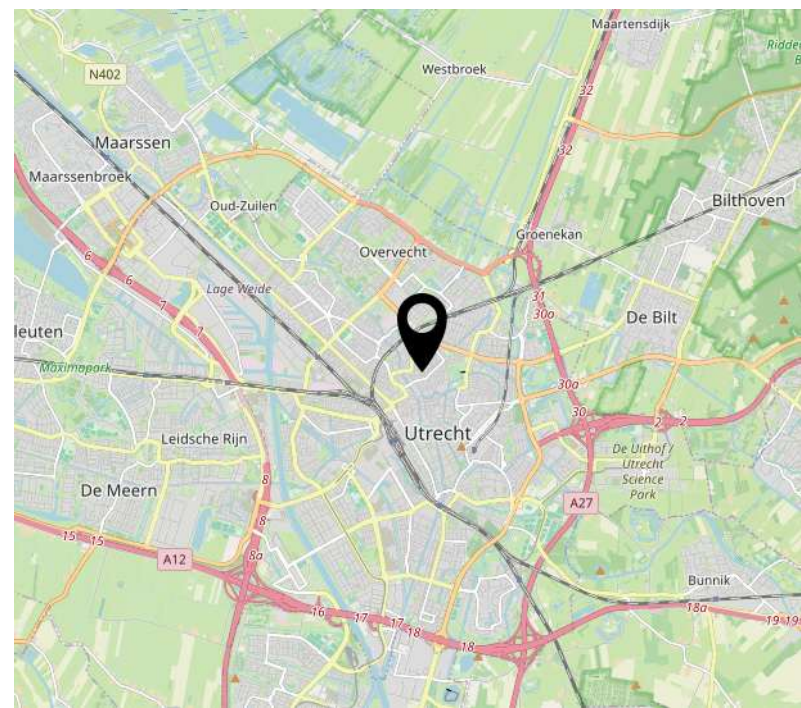 Maartensdijk
Ridde
B
N402
Westbroek
32
Maarssen
32
Maarssenbroek
Bilthoven
Oud-Zuilen
Groenekan
Overvecht
6
6
Lage Weide
7
31
leuten
7
30a
De Bilt
Maximapark
30a
2
2
30
Utrecht
Leidsche Rijn
De Uithof /
Utrecht
Science
Park
8
De Meern
A27
8
15
15
8a
A12
Bunnik
16
17
17
18
18a
18
19
19